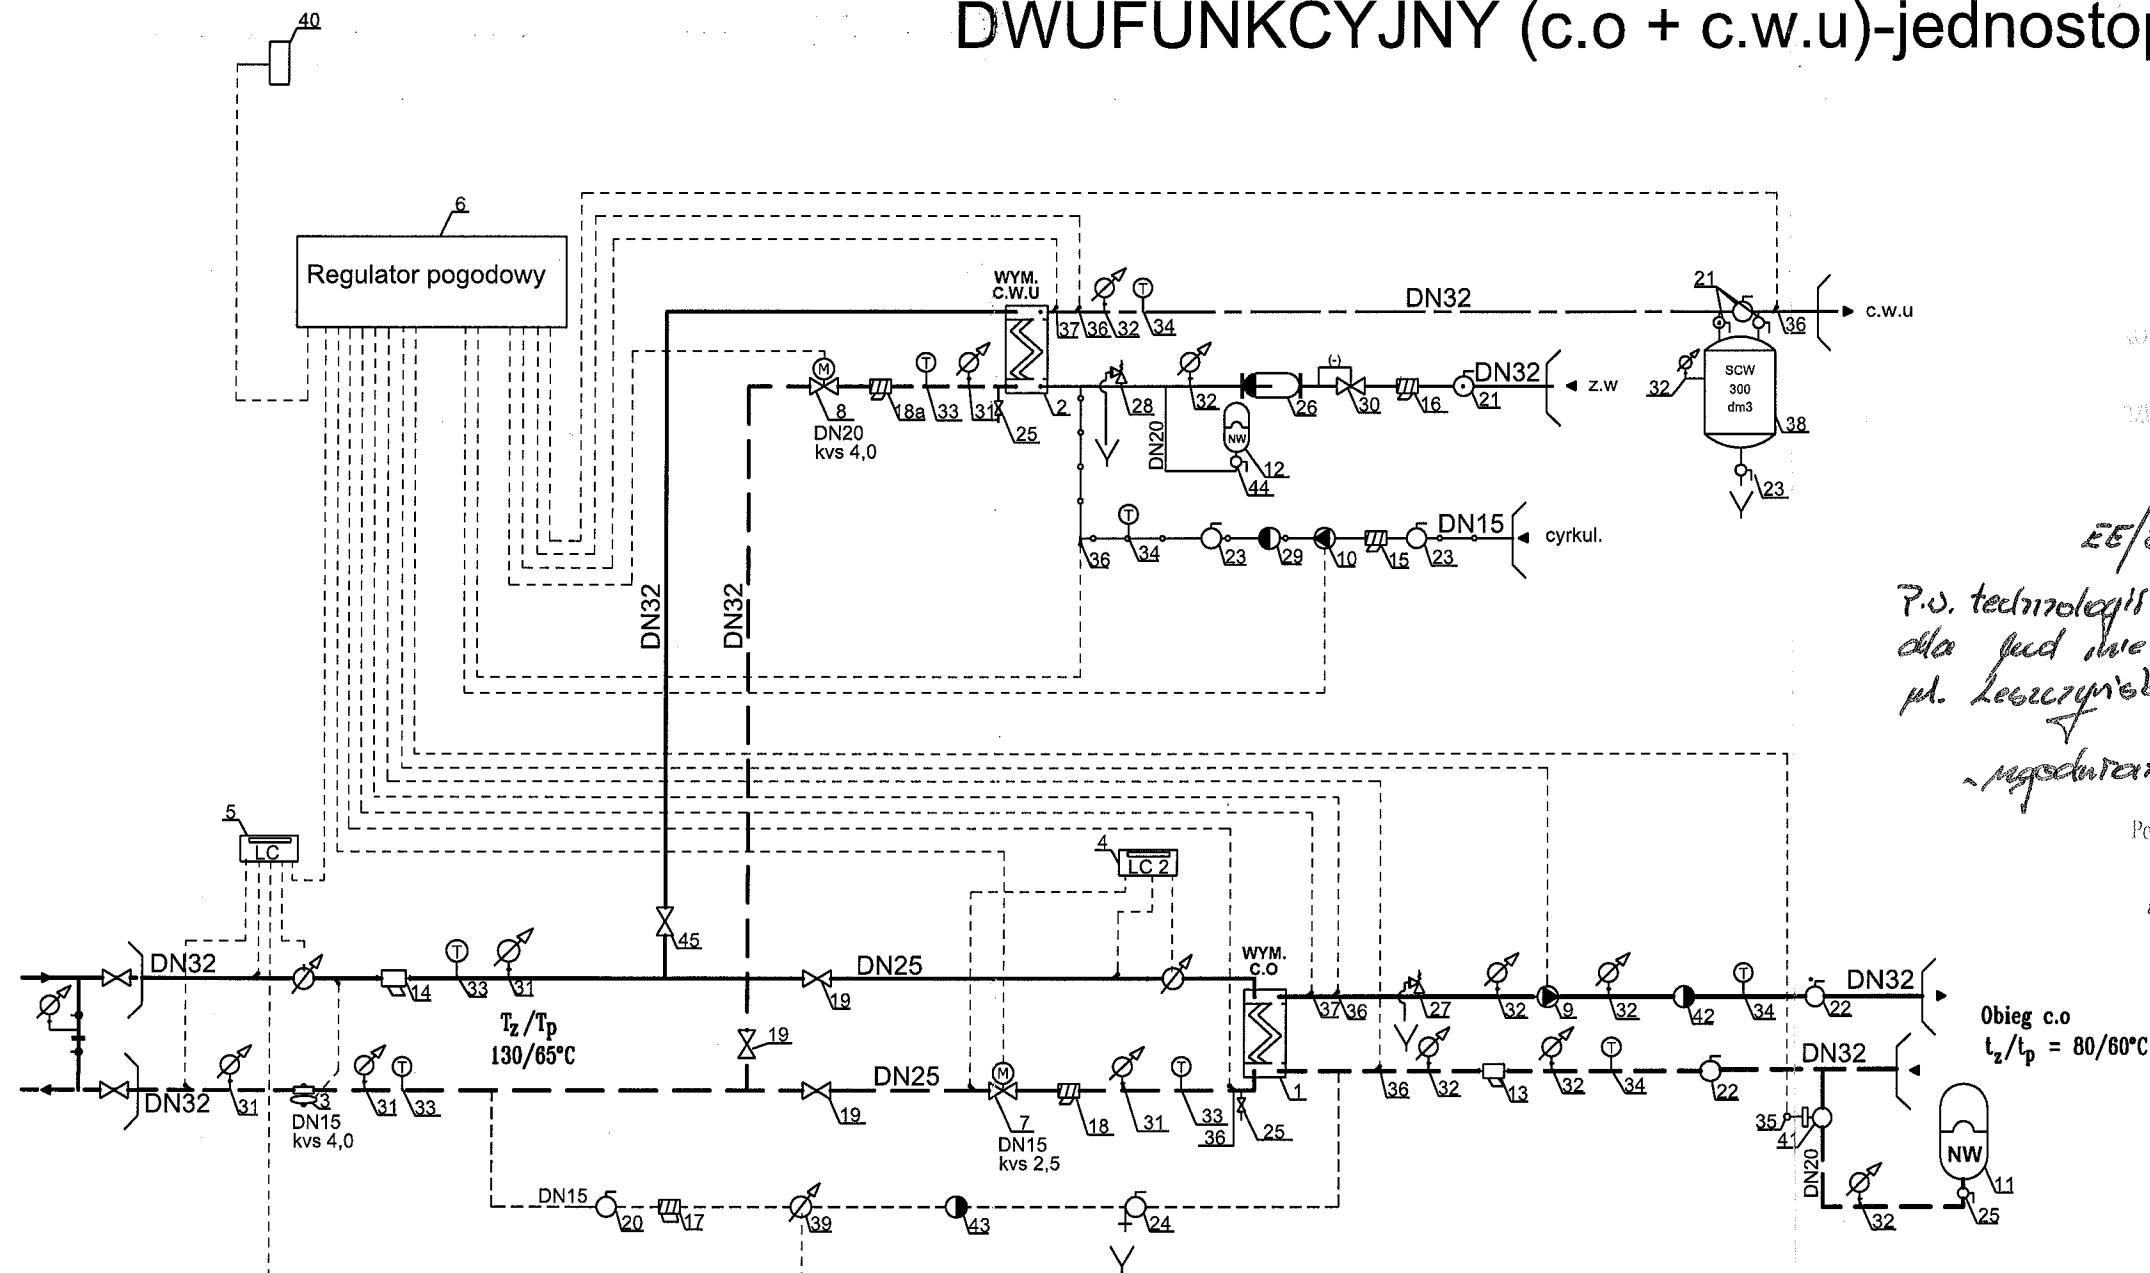 DWUFUNKCYJNY (c.o + c.w.u)-jednostop
40
6
Regulator pogodowy
WYM.
C.W.U
37 36 32 34
DN32
21
36
c.w.u
M
T
8
18a 33 31
25
2
DN20
kvs 4,0
28
32
26
(-)
30
16
21
DN32
z.w
DN20
NW
12
44
32
SCW
300
dm3
38
23
T
36 34 23 29 10 15 23
DN15
cyrkul.
DN32
DN32
P.w. technologii
dla
ul. Leszczyńsk
5
LC
4
LC 2
45
DN32
14
T
33 31
Tz/Tp
130/65°C
DN25
19
WYM.
C.O
37 36 27 32 9 32 42
T
34 22
DN32
Obieg c.o
tz/tp = 80/60°C
19
DN32
31
3
DN15
kvs 4,0
31
T
33
19
DN25
M
7
DN15
kvs 2,5
18
31
T
33
36
25
1
36 32 13 32
T
34 22
DN32
35
41
DN20
32
NW
11
25
DN15
20 17 39 43 24